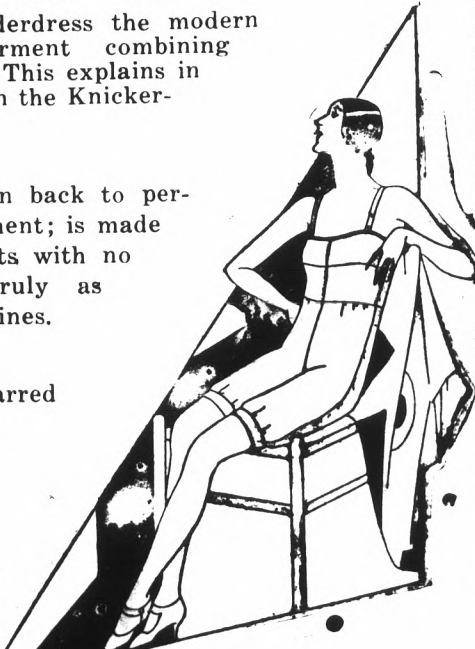 derdress the modern
rment combining
This explains in
n the Knicker-
n back to per-
nent; is made
ts with no
ruly as
ines.
arred